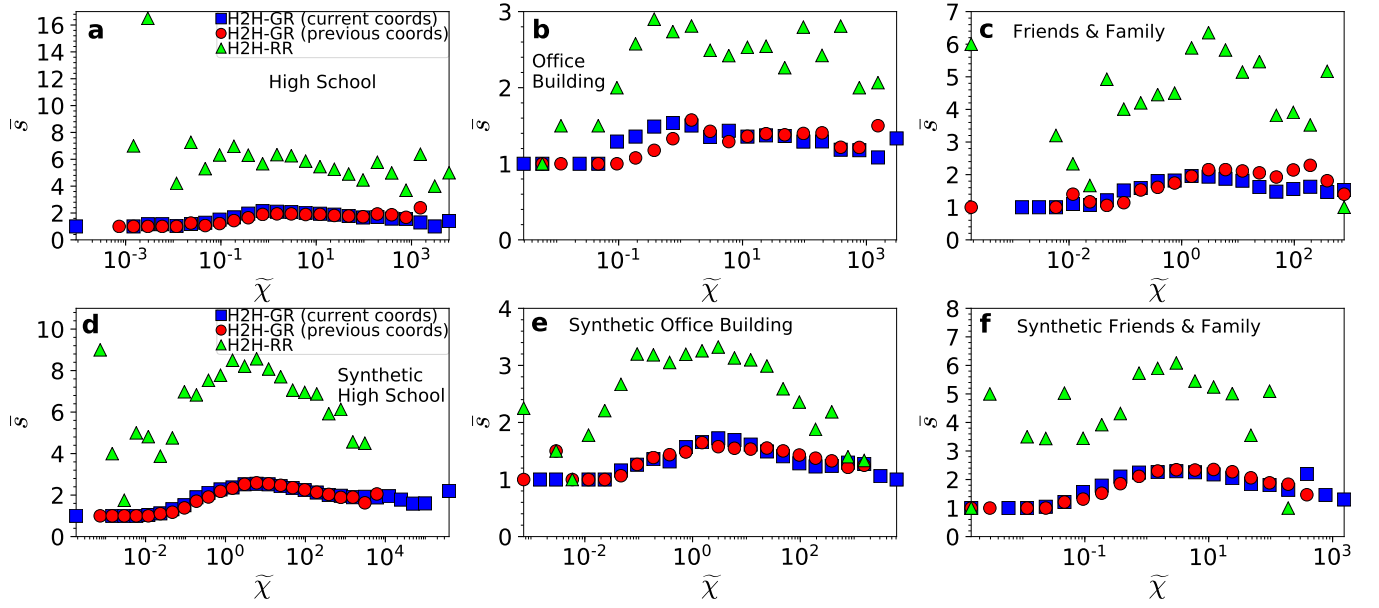 a
H2H-GR (current coords)
H2H-GR (previous coords)
H2H-RR
High School
16
14
12
10
8
6
4
2
0
s̄
10⁻³ 10⁻¹ 10¹ 10³
χ̃
b
Office
Building
3
2
1
0
s̄
10⁻¹ 10¹ 10³
χ̃
c
Friends & Family
7
6
5
4
3
2
1
0
s̄
10⁻² 10⁰ 10²
χ̃
d
H2H-GR (current coords)
H2H-GR (previous coords)
H2H-RR
Synthetic
High School
10
8
6
4
2
0
s̄
10⁻² 10⁰ 10² 10⁴
χ̃
e
Synthetic Office Building
4
3
2
1
0
s̄
10⁻² 10⁰ 10²
χ̃
f
Synthetic Friends & Family
8
7
6
5
4
3
2
1
0
s̄
10⁻¹ 10¹ 10³
χ̃